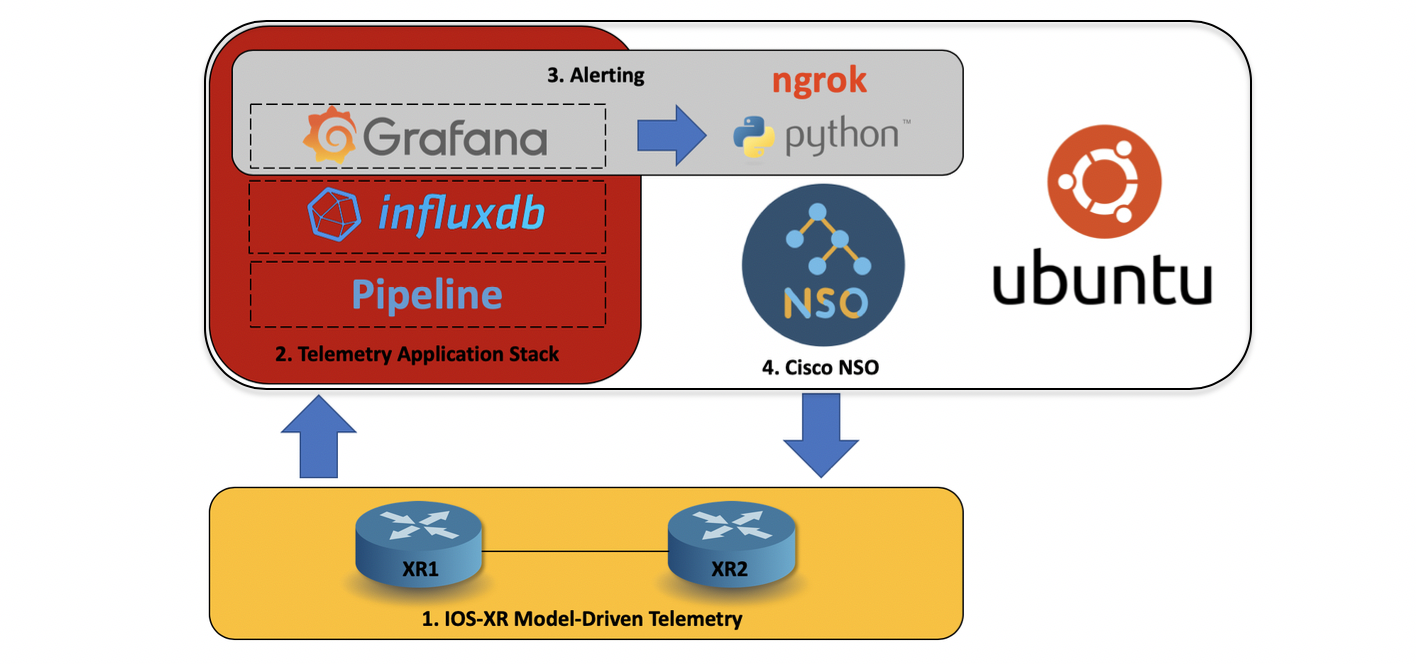 3. Alerting
ngrok
Grafana
python™
influxdb
Pipeline
2. Telemetry Application Stack
NSO
4. Cisco NSO
ubuntu
XR1
XR2
1. IOS-XR Model-Driven Telemetry